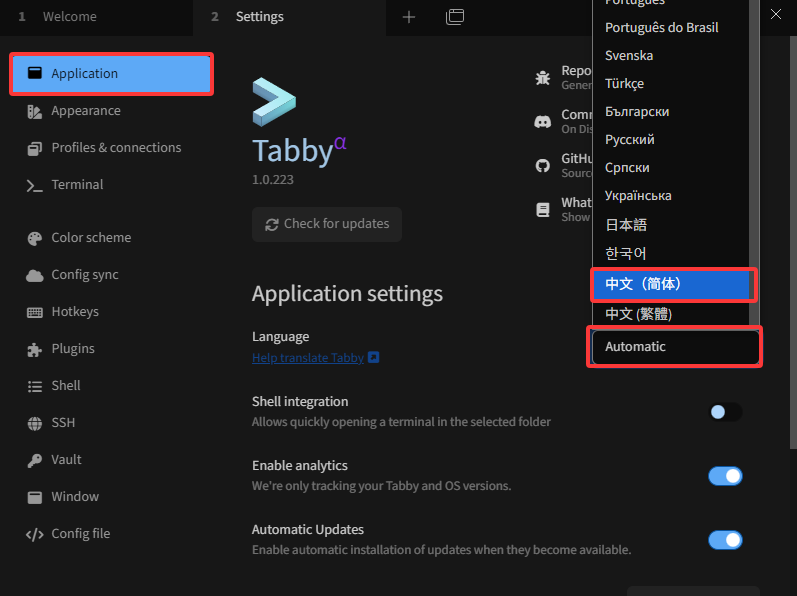 1 Welcome
2 Settings
Application
Appearance
Profiles & connections
Terminal
Color scheme
Config sync
Hotkeys
Plugins
Shell
SSH
Vault
Window
Config file
Tabbyα
1.0.223
Check for updates
Repo
Gener
Comm
On Dis
GitHu
Sourc
What
Show
Application settings
Language
Help translate Tabby
Português
Português do Brasil
Svenska
Türkçe
Български
Русский
Српски
Українська
日本語
한국어
中文（简体）
中文 (繁體)
Automatic
Shell integration
Allows quickly opening a terminal in the selected folder
Enable analytics
We're only tracking your Tabby and OS versions.
Automatic Updates
Enable automatic installation of updates when they become available.